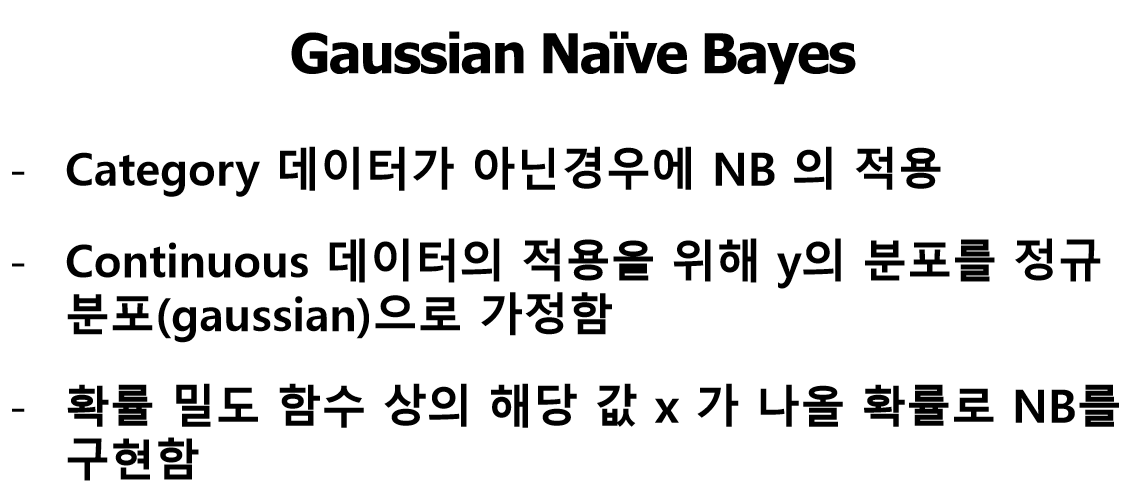 Gaussian Naïve Bayes
- Category 데이터가 아닌경우에 NB 의 적용
- Continuous 데이터의 적용을 위해 y의 분포를 정규
분포(gaussian)으로 가정함
- 확률 밀도 함수 상의 해당 값 x 가 나올 확률로 NB를
구현함